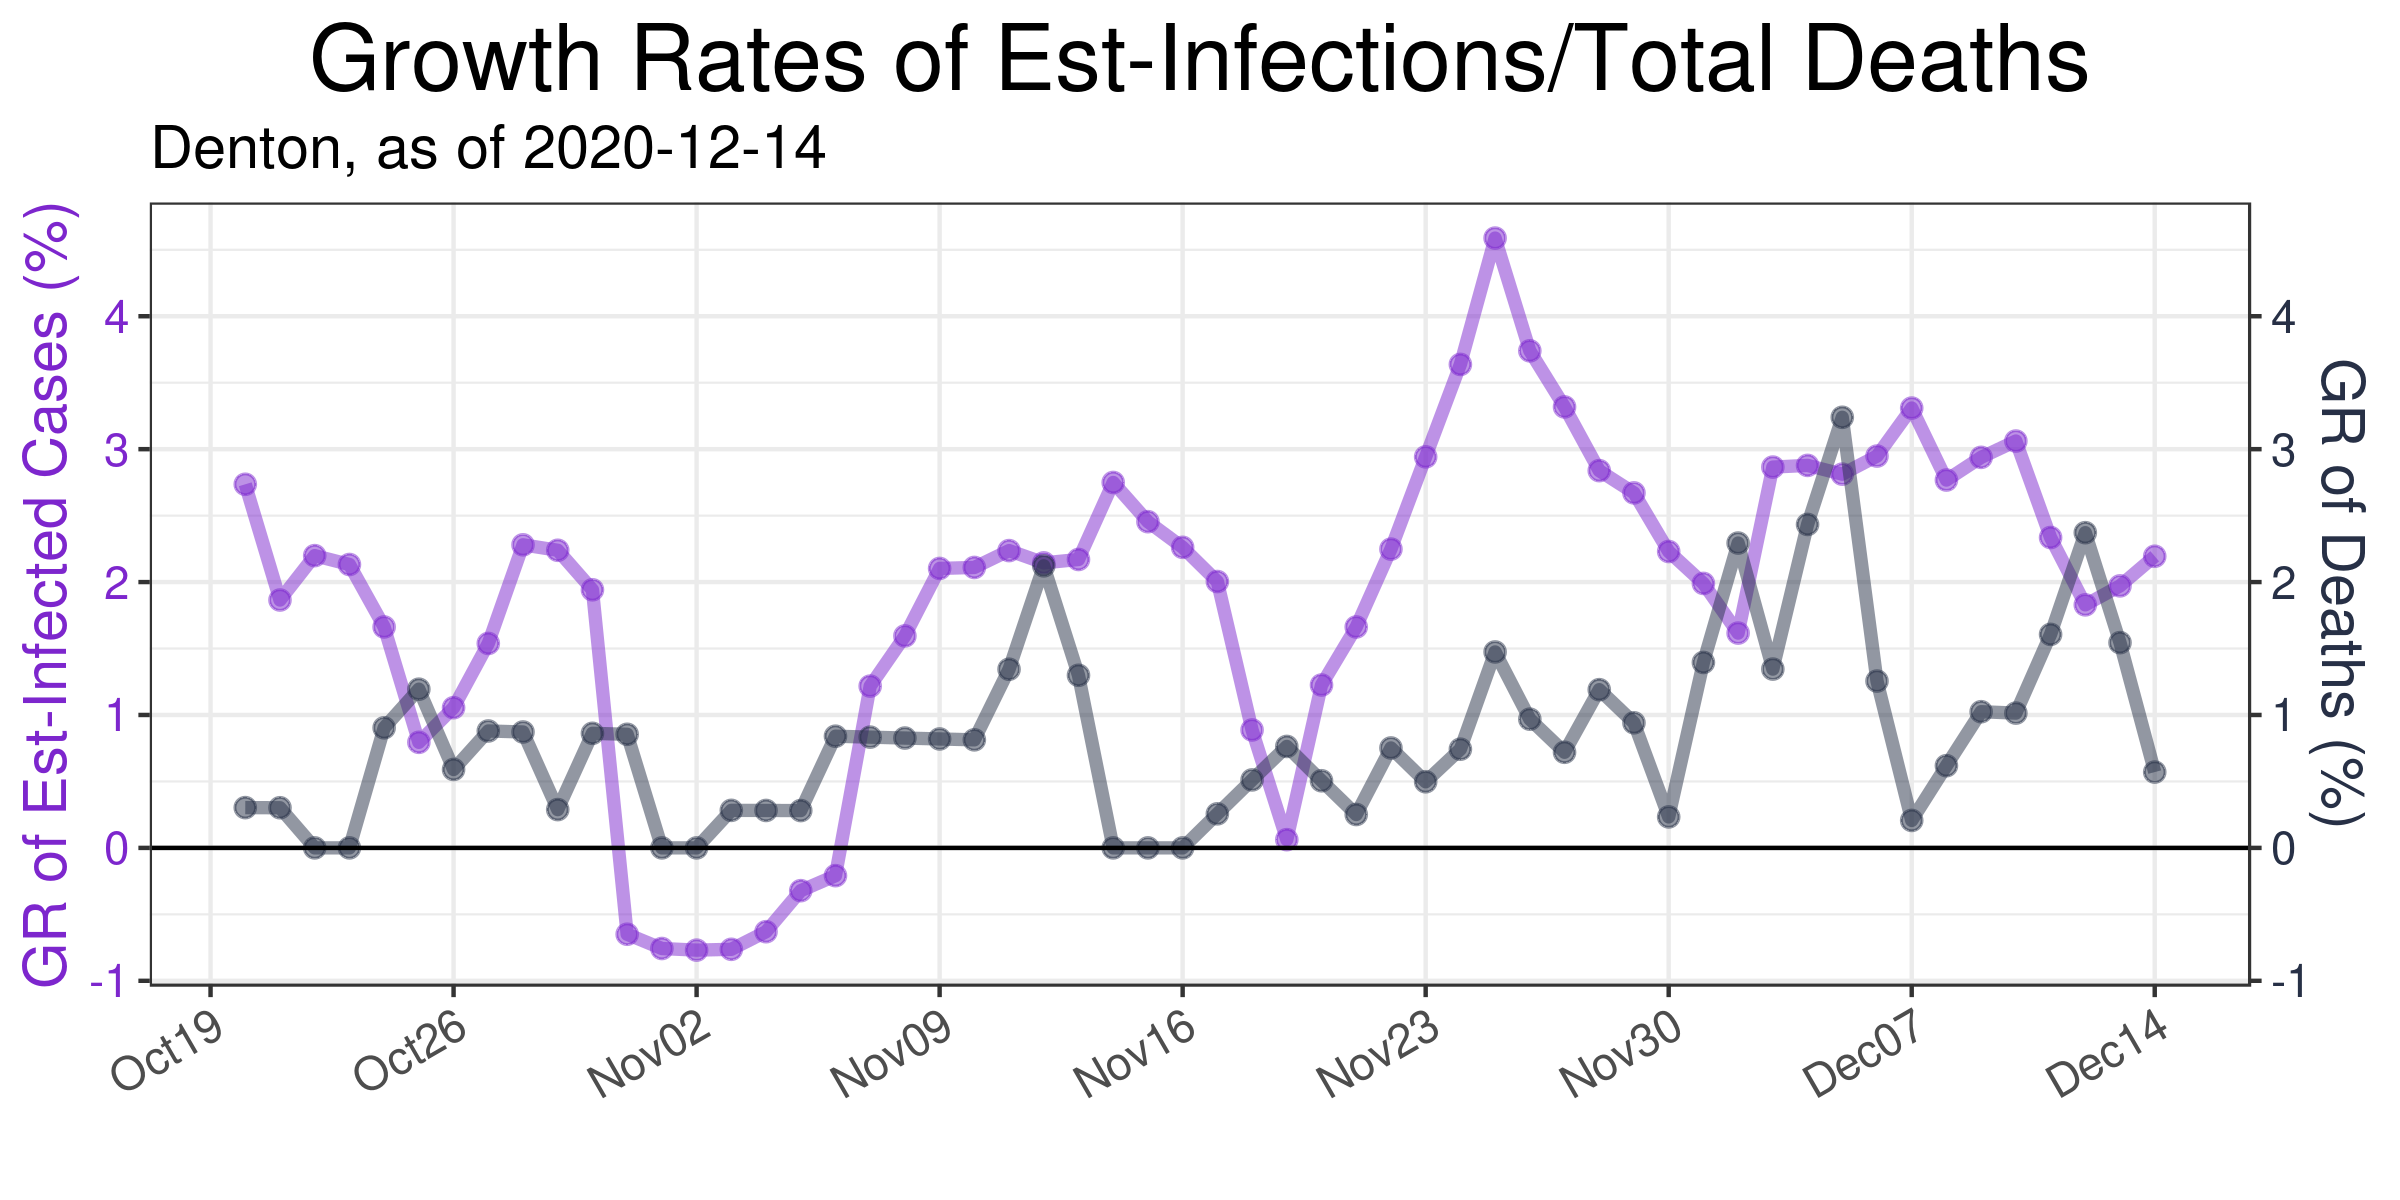 Growth Rates of Est-Infections/Total Deaths
Denton, as of 2020-12-14
GR of Est-Infected Cases (%)
4
3
2
1
0
-1
4
3
2
1
0
-1
GR of Deaths (%)
Oct19
Oct26
Nov02
Nov09
Nov16
Nov23
Nov30
Dec07
Dec14